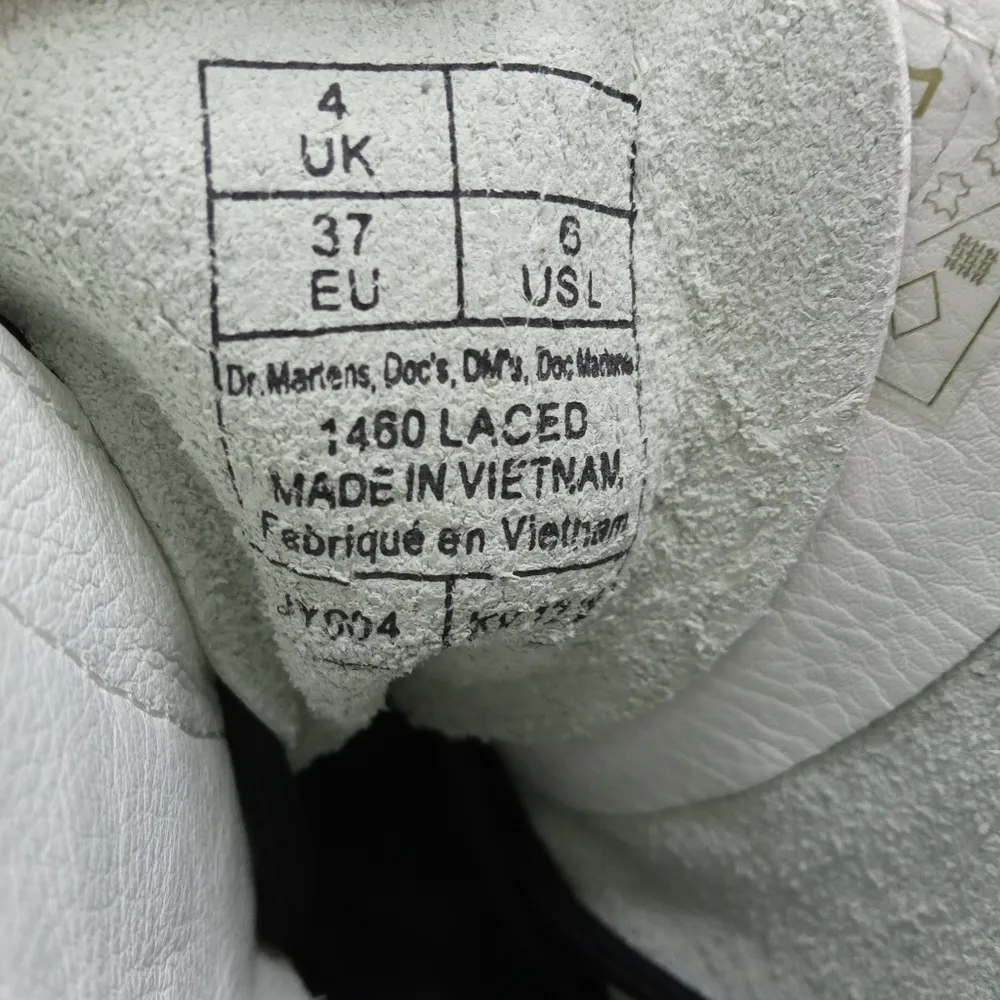 4
UK
37 6
EU USL
Dr.Martens, Doc's, DM's, Doc Martens
1460 LACED
MADE IN VIETNAM.
Fabriqué en Vietnam
7